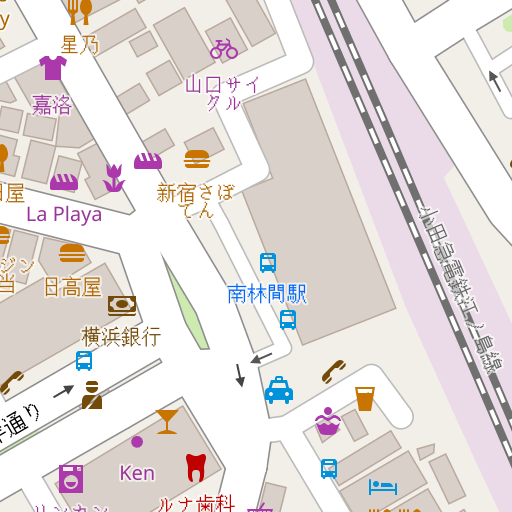 星乃
山口サイ
クル
嘉洛
新宿さぼ
てん
La Playa
日高屋
横浜銀行
南林間駅
小田急電鉄江ノ島線
Ken
ルナ歯科